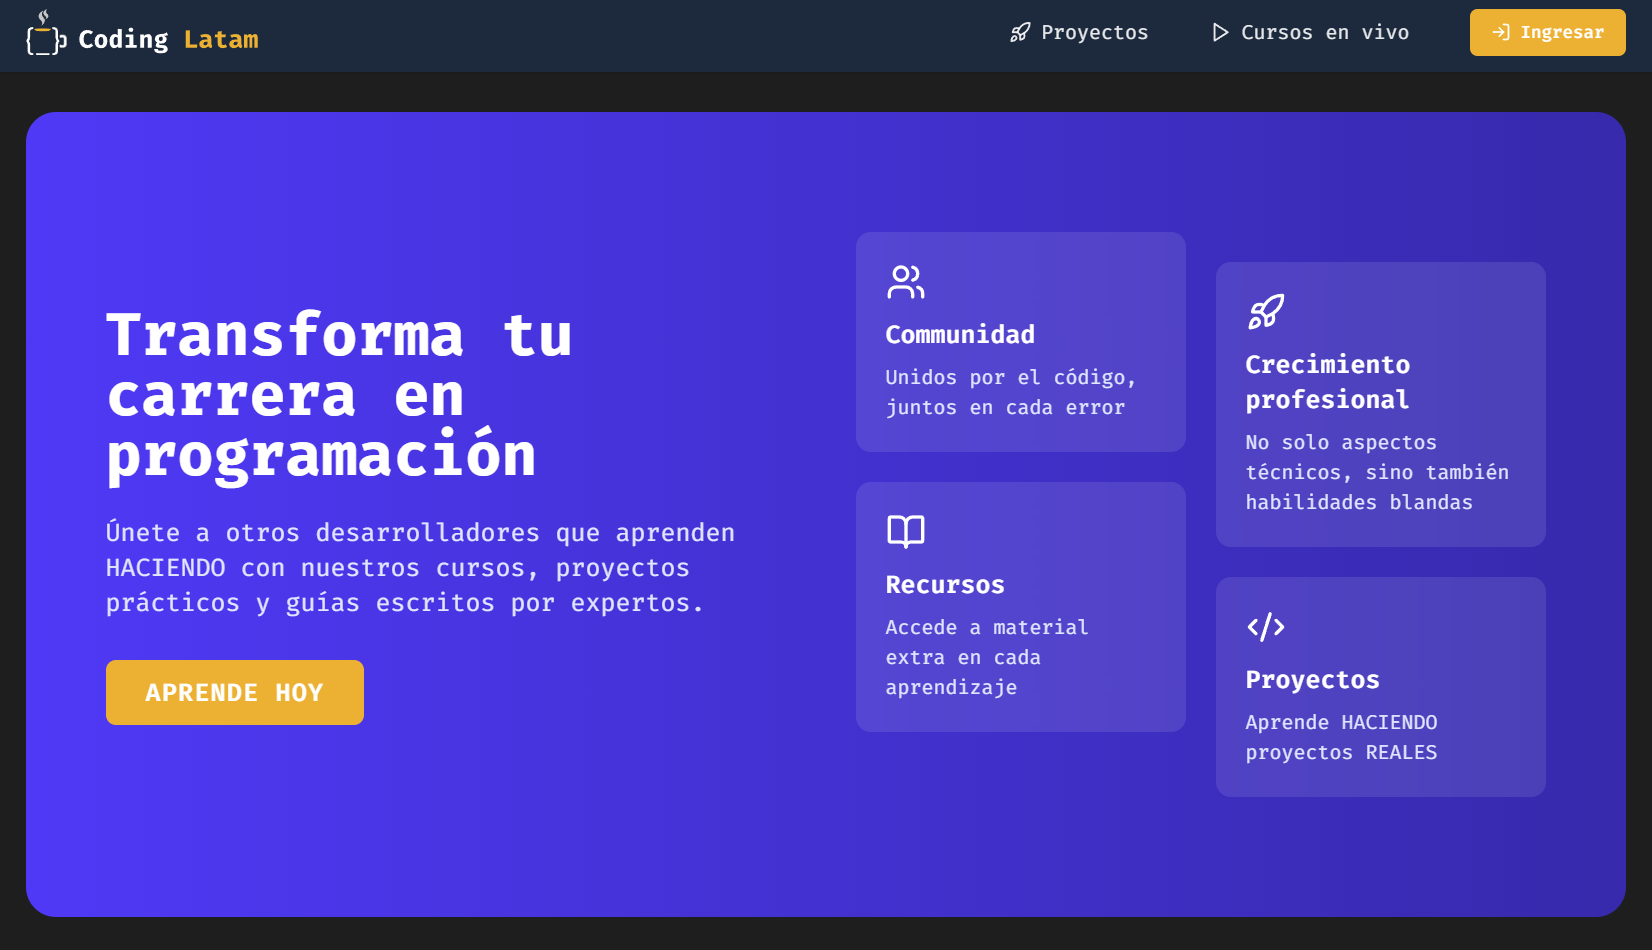 Coding Latam
Proyectos
Cursos en vivo
Ingresar
Transforma tu
carrera en
programación
Únete a otros desarrolladores que aprenden
HACIENDO con nuestros cursos, proyectos
prácticos y guías escritos por expertos.
APRENDE HOY
Communidad
Unidos por el código,
juntos en cada error
Recursos
Accede a material
extra en cada
aprendizaje
Crecimiento
profesional
No solo aspectos
técnicos, sino también
habilidades blandas
Proyectos
Aprende HACIENDO
proyectos REALES